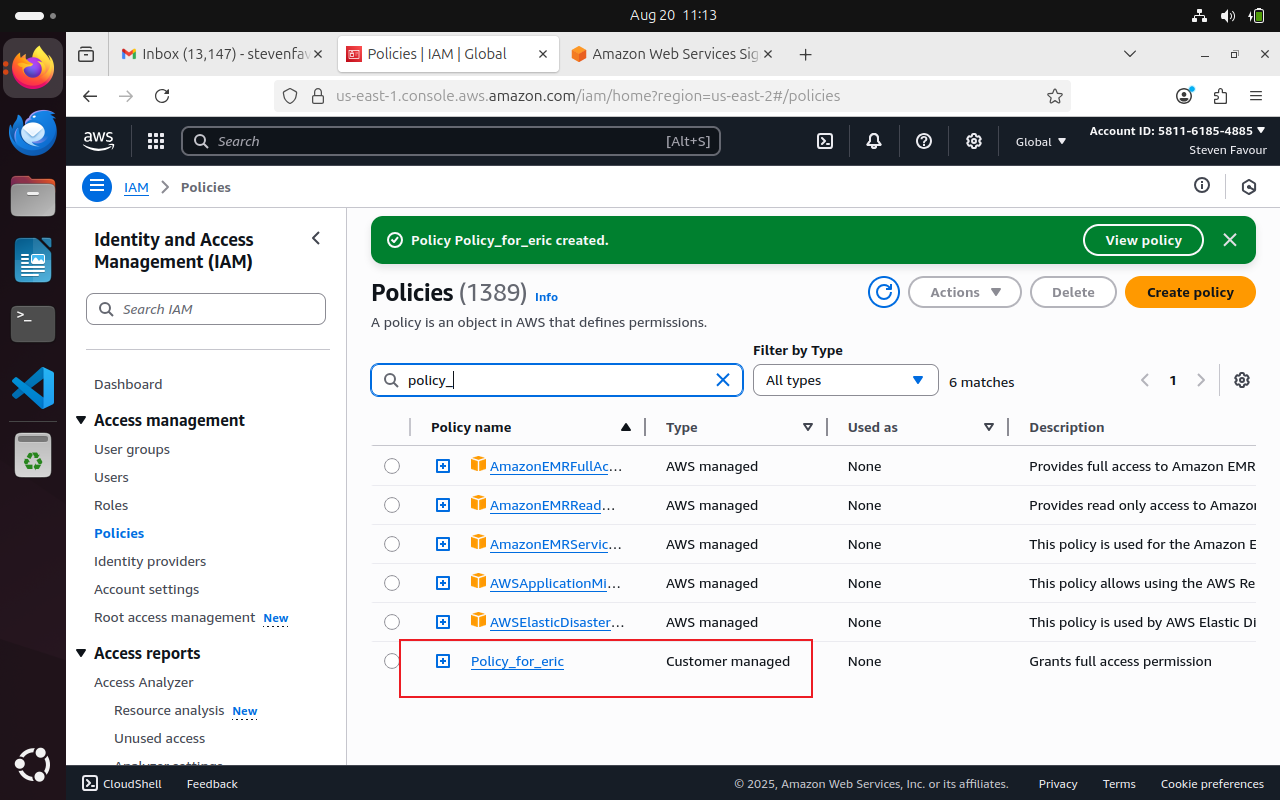 Aug 20 11:13
Inbox (13,147) - stevenfav
Policies | IAM | Global
Amazon Web Services Sig
us-east-1.console.aws.amazon.com/iam/home?region=us-east-2#/policies
aws
Search [Alt+S]
Global
Account ID: 5811-6185-4885
Steven Favour
IAM > Policies
Identity and Access Management (IAM)
Search IAM
Dashboard
Access management
User groups
Users
Roles
Policies
Identity providers
Account settings
Root access management New
Access reports
Access Analyzer
Resource analysis New
Unused access
Analyzer settings
Policy Policy_for_eric created.
View policy
Policies (1389) Info
Actions
Delete
Create policy
A policy is an object in AWS that defines permissions.
Filter by Type
policy_
All types
6 matches
1
Policy name Type Used as Description
AmazonEMRFullAc... AWS managed None Provides full access to Amazon EMR
AmazonEMRRead... AWS managed None Provides read only access to Amazon
AmazonEMRServic... AWS managed None This policy is used for the Amazon E
AWSApplicationMi... AWS managed None This policy allows using the AWS Re
AWSElasticDisaster... AWS managed None This policy is used by AWS Elastic Di
Policy_for_eric Customer managed None Grants full access permission
CloudShell Feedback © 2025, Amazon Web Services, Inc. or its affiliates. Privacy Terms Cookie preferences